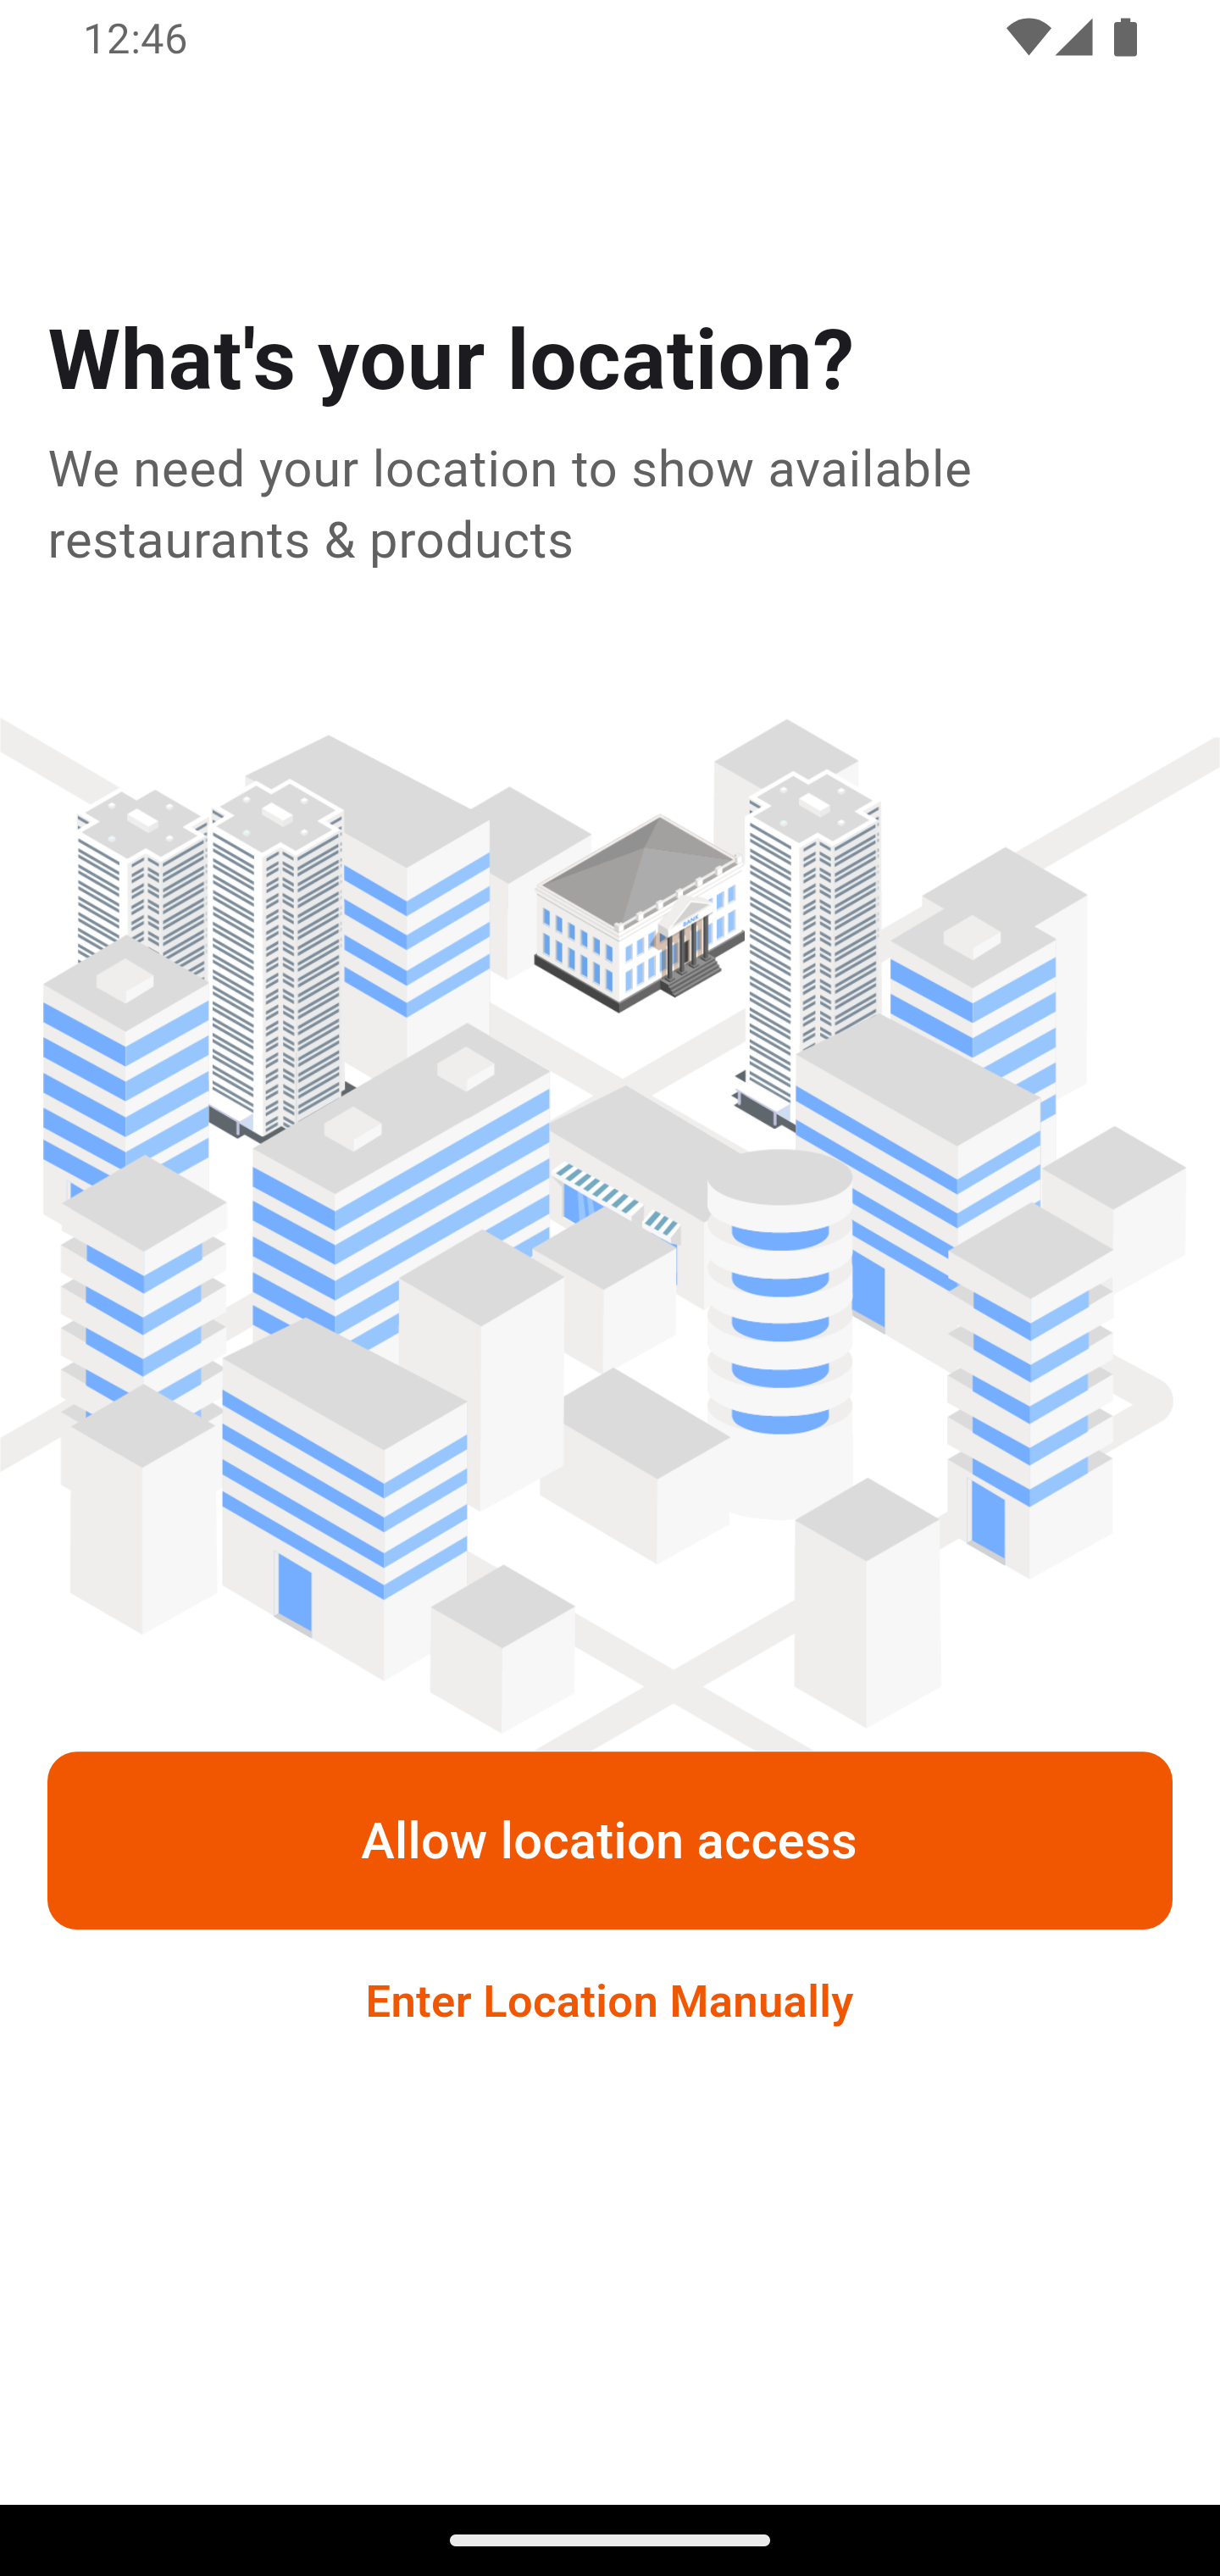 12:46
What's your location?
We need your location to show available
restaurants & products
BANK
Allow location access
Enter Location Manually